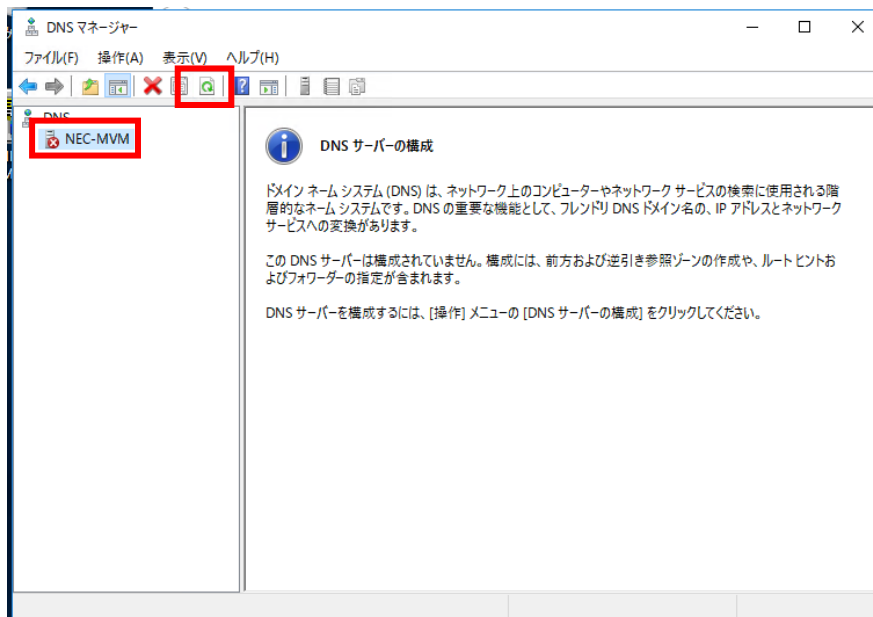 DNS マネージャー
ファイル(F) 操作(A) 表示(V) ヘルプ(H)
DNS
NEC-MVM
DNS サーバーの構成
ドメイン ネーム システム (DNS) は、ネットワーク上のコンピューターやネットワーク サービスの検索に使用される階
層的なネーム システムです。DNS の重要な機能として、フレンドリ DNS ドメイン名の、IP アドレスとネットワーク
サービスへの変換があります。
この DNS サーバーは構成されていません。構成には、前方および逆引き参照ゾーンの作成や、ルート ヒントお
よびフォワーダーの指定が含まれます。
DNS サーバーを構成するには、[操作] メニューの [DNS サーバーの構成] をクリックしてください。